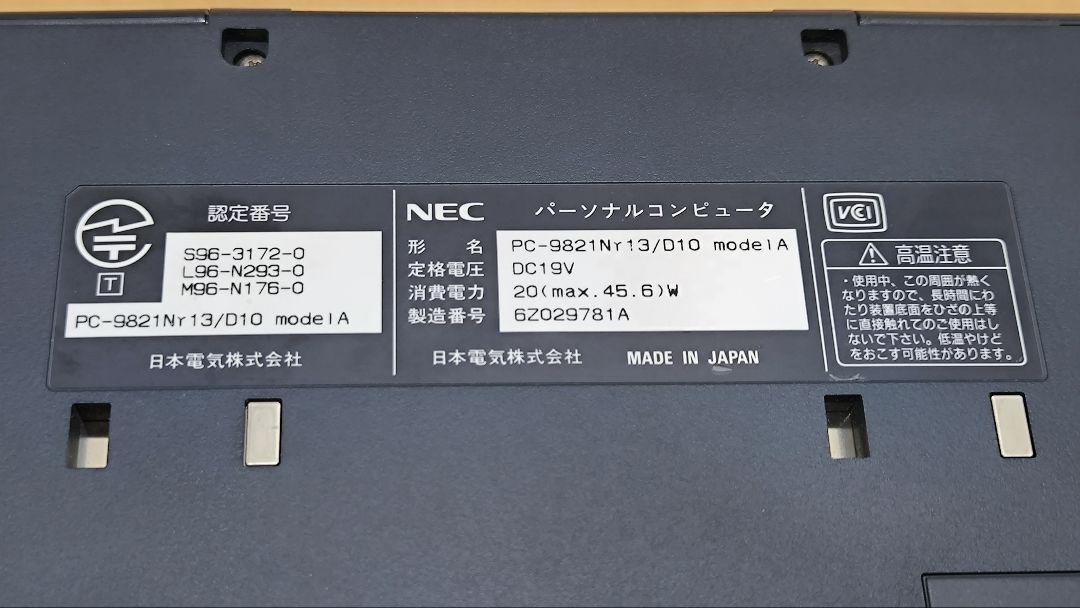 認定番号
S96-3172-0
L96-N293-0
M96-N176-0
T
PC-9821Nr13/D10 modelA
日本電気株式会社
NEC パーソナルコンピュータ
形 名 PC-9821Nr13/D10 modelA
定格電圧 DC19V
消費電力 20(max.45.6)W
製造番号 6Z029781A
日本電気株式会社 MADE IN JAPAN
VCI
高温注意
・使用中、この周囲が熱く
なりますので、長時間にわ
たり装置底面をひざの上等
に直接触れてのご使用はし
ないで下さい。低温やけど
をおこす可能性があります。